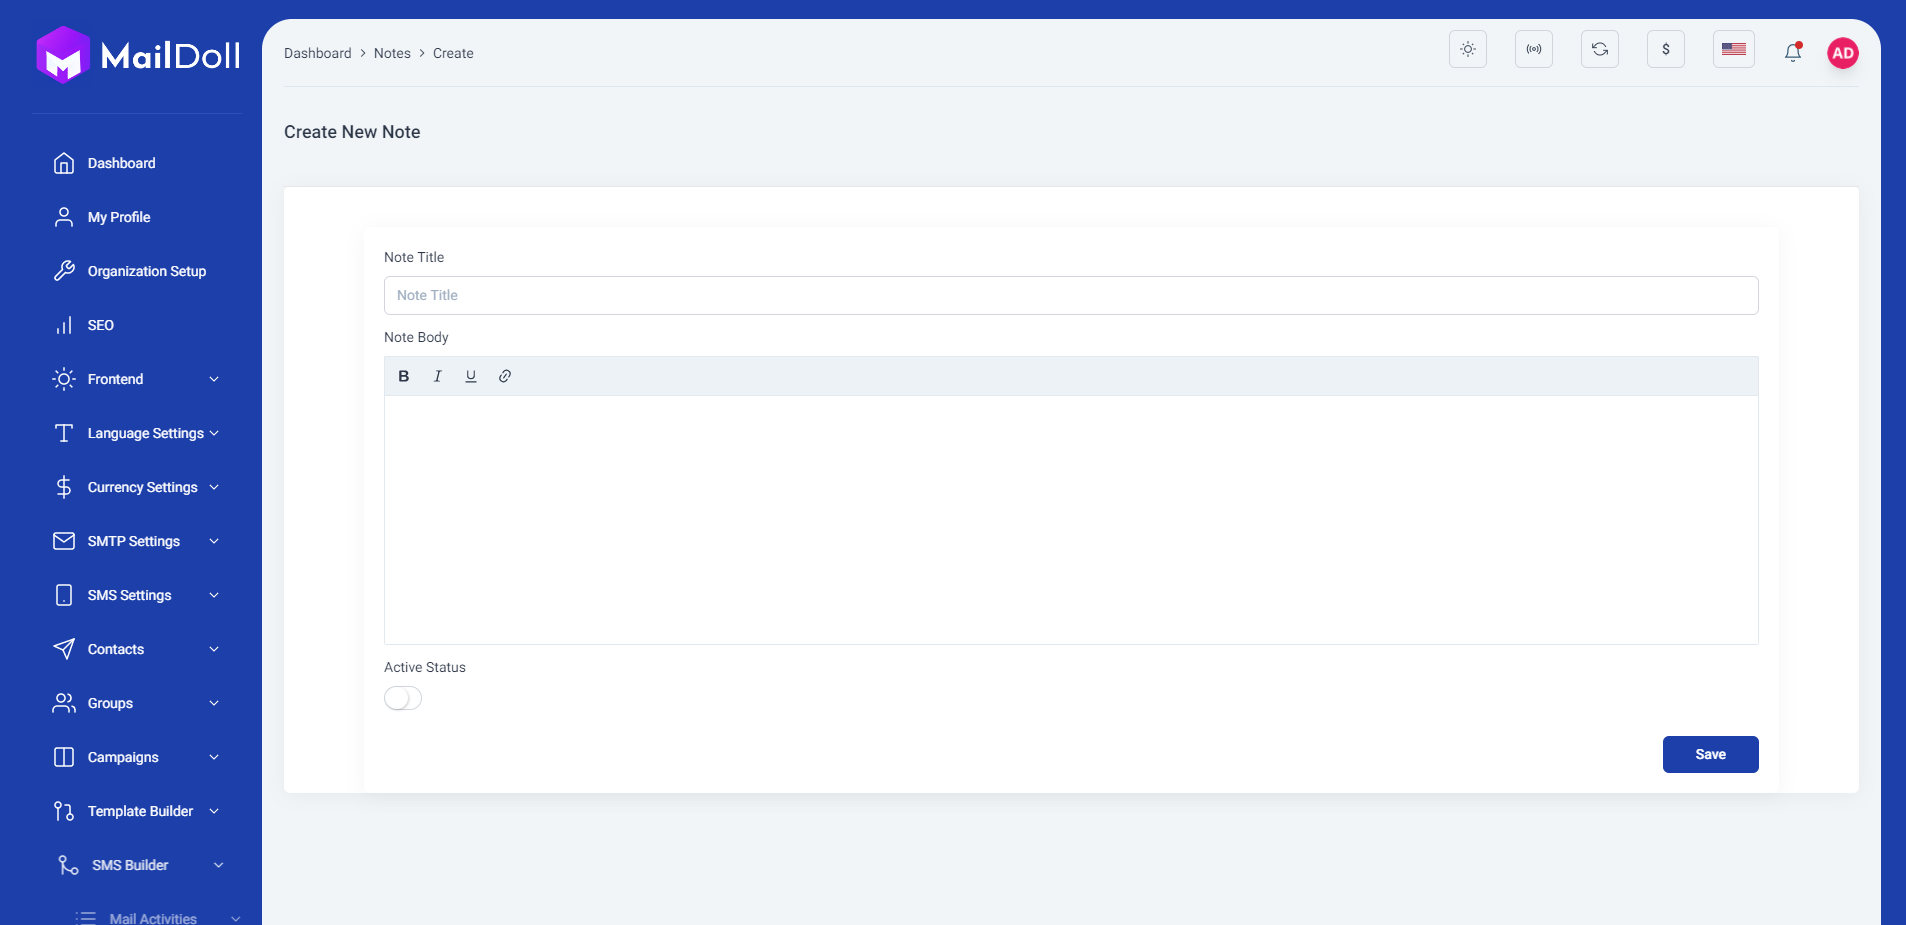 MailDoll
Dashboard
My Profile
Organization Setup
SEO
Frontend
Language Settings
Currency Settings
SMTP Settings
SMS Settings
Contacts
Groups
Campaigns
Template Builder
SMS Builder
Mail Activities
Dashboard > Notes > Create
$
AD
Create New Note
Note Title
Note Title
Note Body
B I U
Active Status
Save